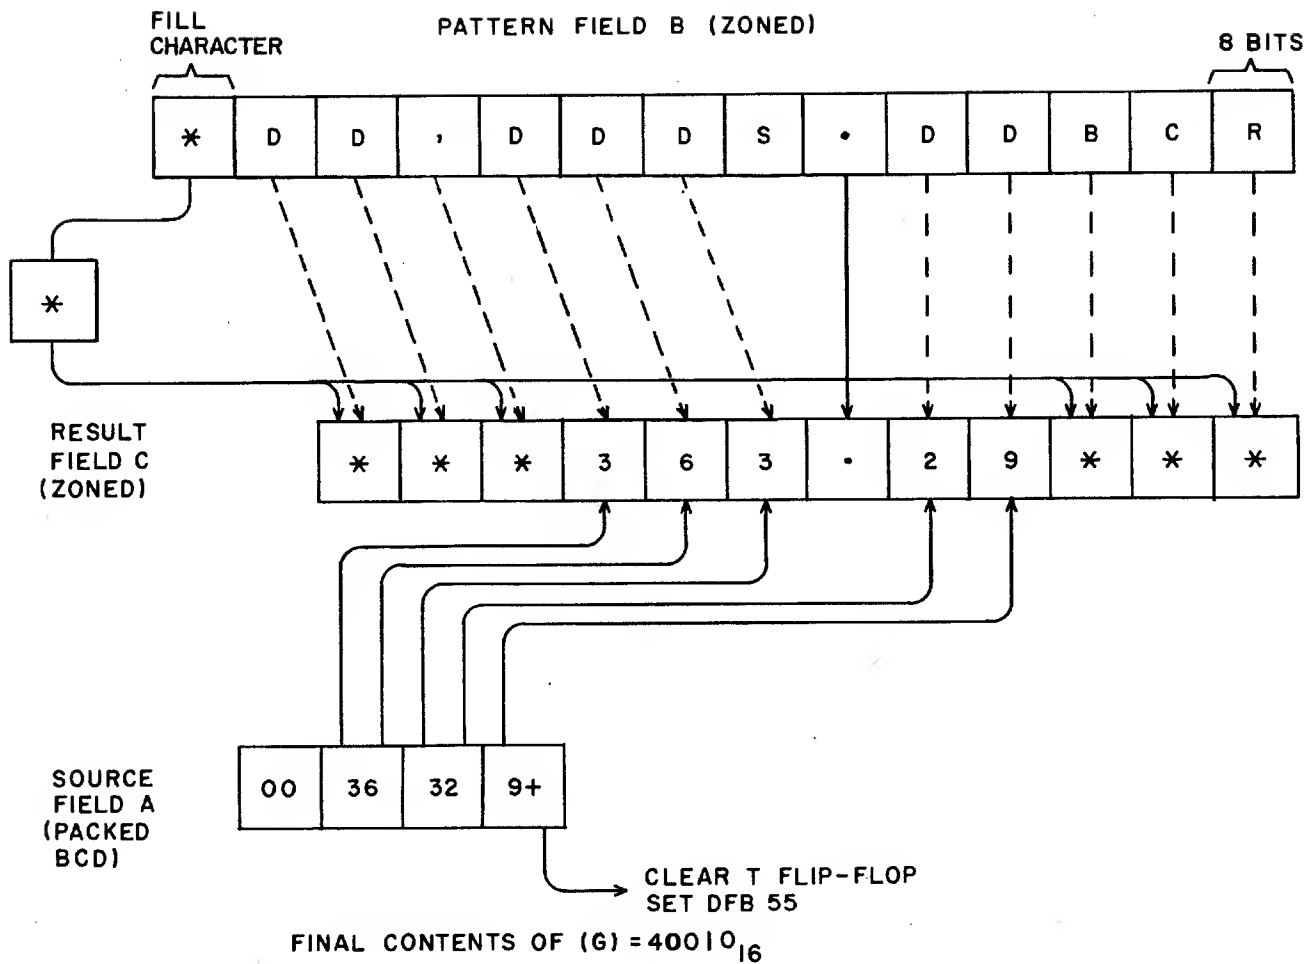 FILL
CHARACTER
PATTERN FIELD B (ZONED)
8 BITS
* D D , D D D S . D D B C R
*
RESULT
FIELD C
(ZONED)
* * * 3 6 3 . 2 9 * * *
SOURCE
FIELD A
(PACKED
BCD)
00 36 32 9+
CLEAR T FLIP-FLOP
SET DFB 55
FINAL CONTENTS OF (G) = 40010₁₆